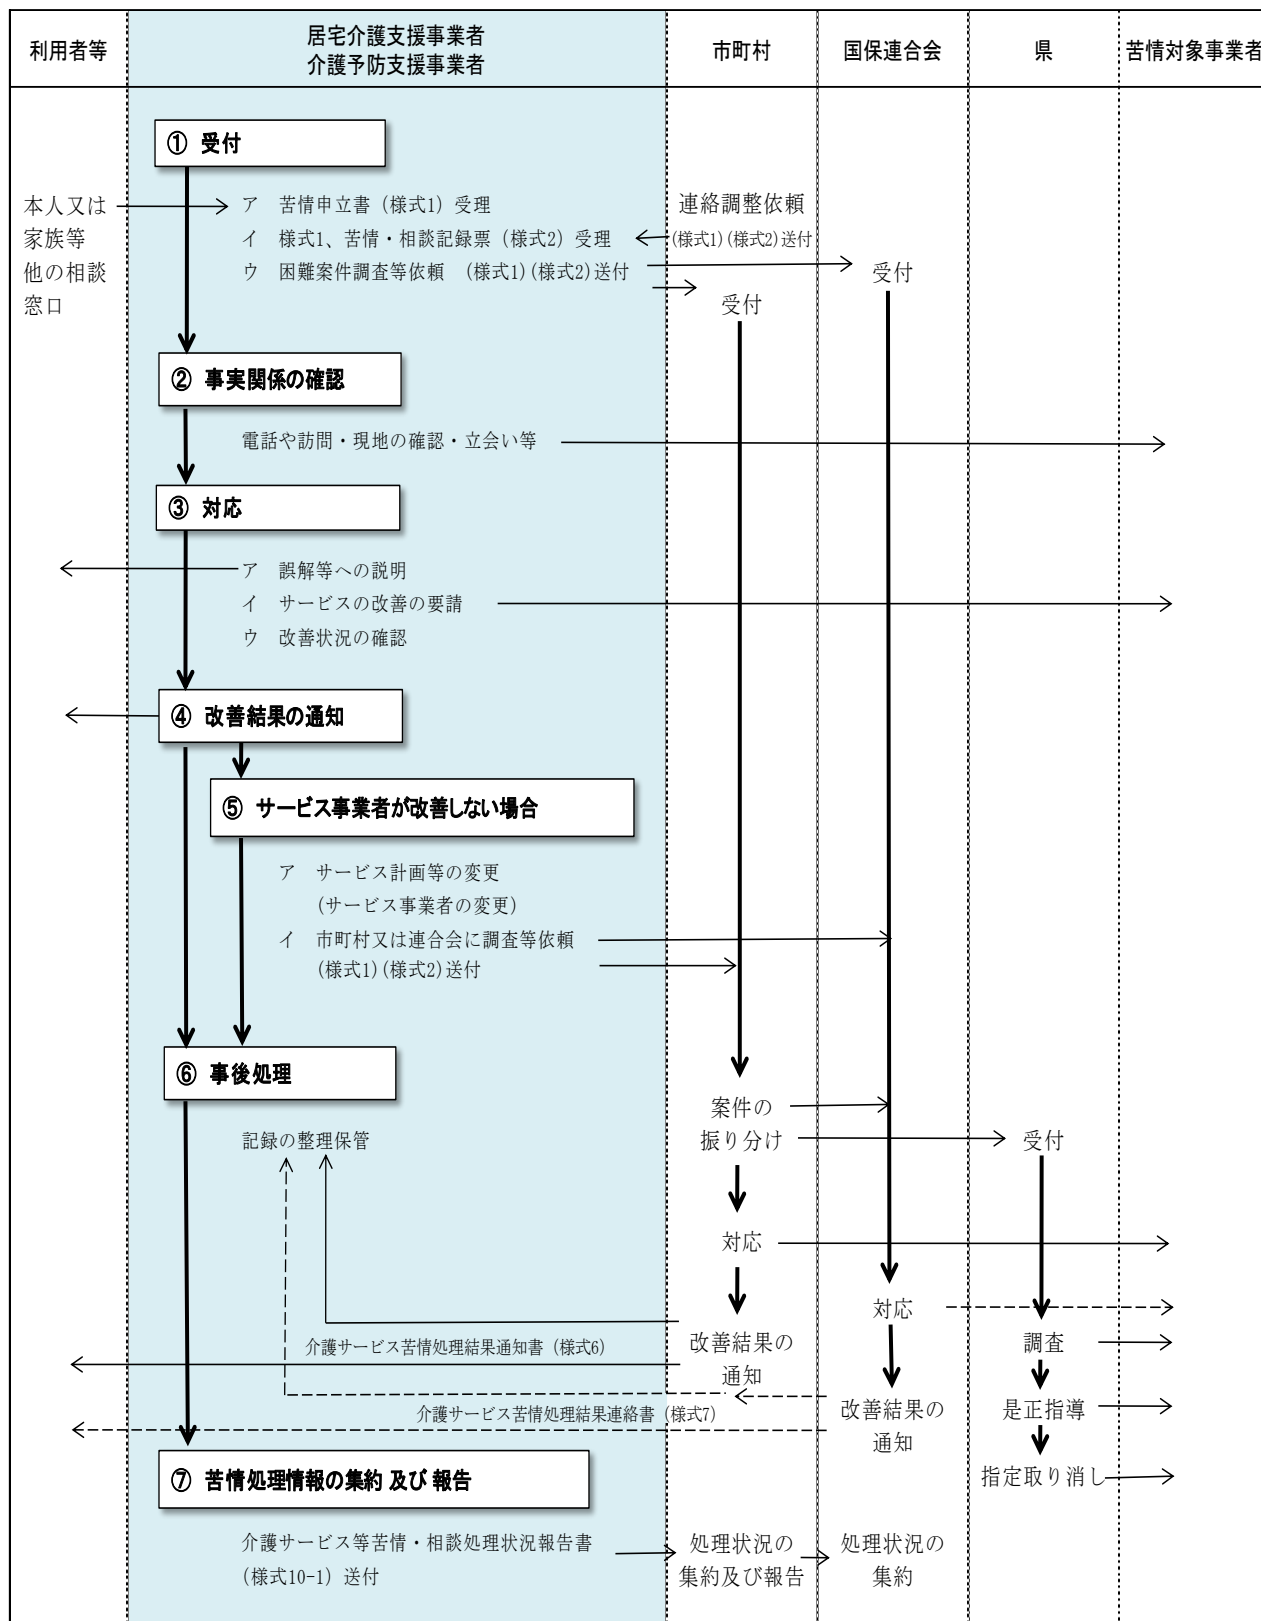 利用者等
居宅介護支援事業者
介護予防支援事業者
市町村
国保連合会
県
苦情対象事業者
① 受付
本人又は
家族等
他の相談
窓口
ア 苦情申立書（様式1）受理
イ 様式1、苦情・相談記録票（様式2）受理
ウ 困難案件調査等依頼 (様式1)(様式2)送付
連絡調整依頼
(様式1)(様式2)送付
受付
受付
② 事実関係の確認
電話や訪問・現地の確認・立会い等
③ 対応
ア 誤解等への説明
イ サービスの改善の要請
ウ 改善状況の確認
④ 改善結果の通知
⑤ サービス事業者が改善しない場合
ア サービス計画等の変更
(サービス事業者の変更)
イ 市町村又は連合会に調査等依頼
(様式1)(様式2)送付
⑥ 事後処理
記録の整理保管
案件の
振り分け
受付
対応
対応
改善結果の
通知
調査
介護サービス苦情処理結果通知書（様式6）
介護サービス苦情処理結果連絡書（様式7）
改善結果の
通知
是正指導
指定取り消し
⑦ 苦情処理情報の集約 及び 報告
介護サービス等苦情・相談処理状況報告書
(様式10-1) 送付
処理状況の
集約及び報告
処理状況の
集約